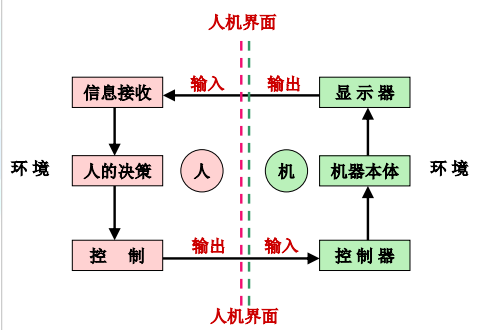 人机界面
输入 输出
信息接收 显示器
环境 人的决策 人 机 机器本体 环境
控 制 输出 输入 控制器
人机界面